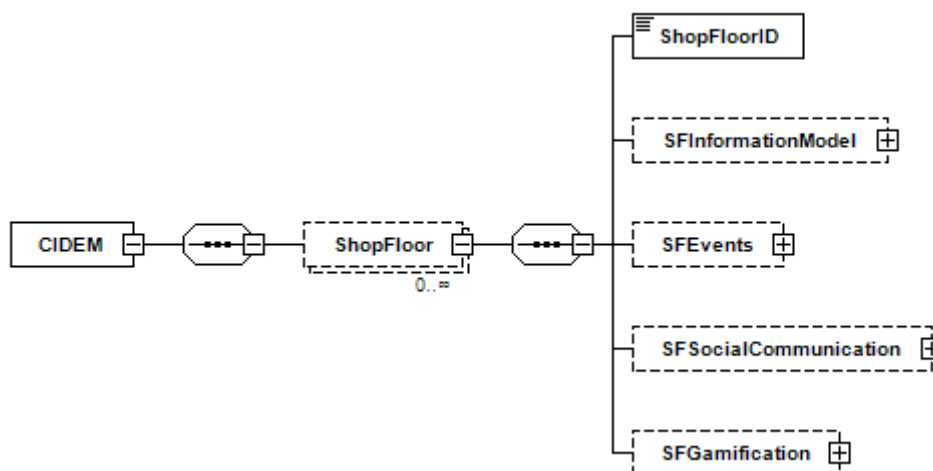 ShopFloorID
SFInformationModel
CIDEM
ShopFloor
0..∞
SFEvents
SFSocialCommunication
SFGamification